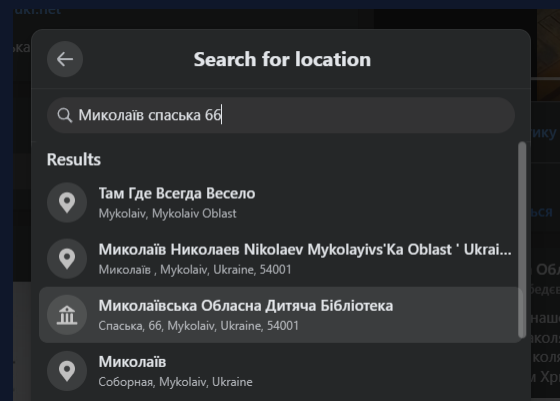 Search for location
Миколаїв спаська 66
Results
Там Где Всегда Весело
Mykolaiv, Mykolaiv Oblast
Миколаїв Николаев Nikolaev Mykolayivs'Ka Oblast ' Ukrai...
Миколаїв , Mykolaiv, Ukraine, 54001
Миколаївська Обласна Дитяча Бібліотека
Спаська, 66, Mykolaiv, Ukraine, 54001
Миколаїв
Соборная, Mykolaiv, Ukraine